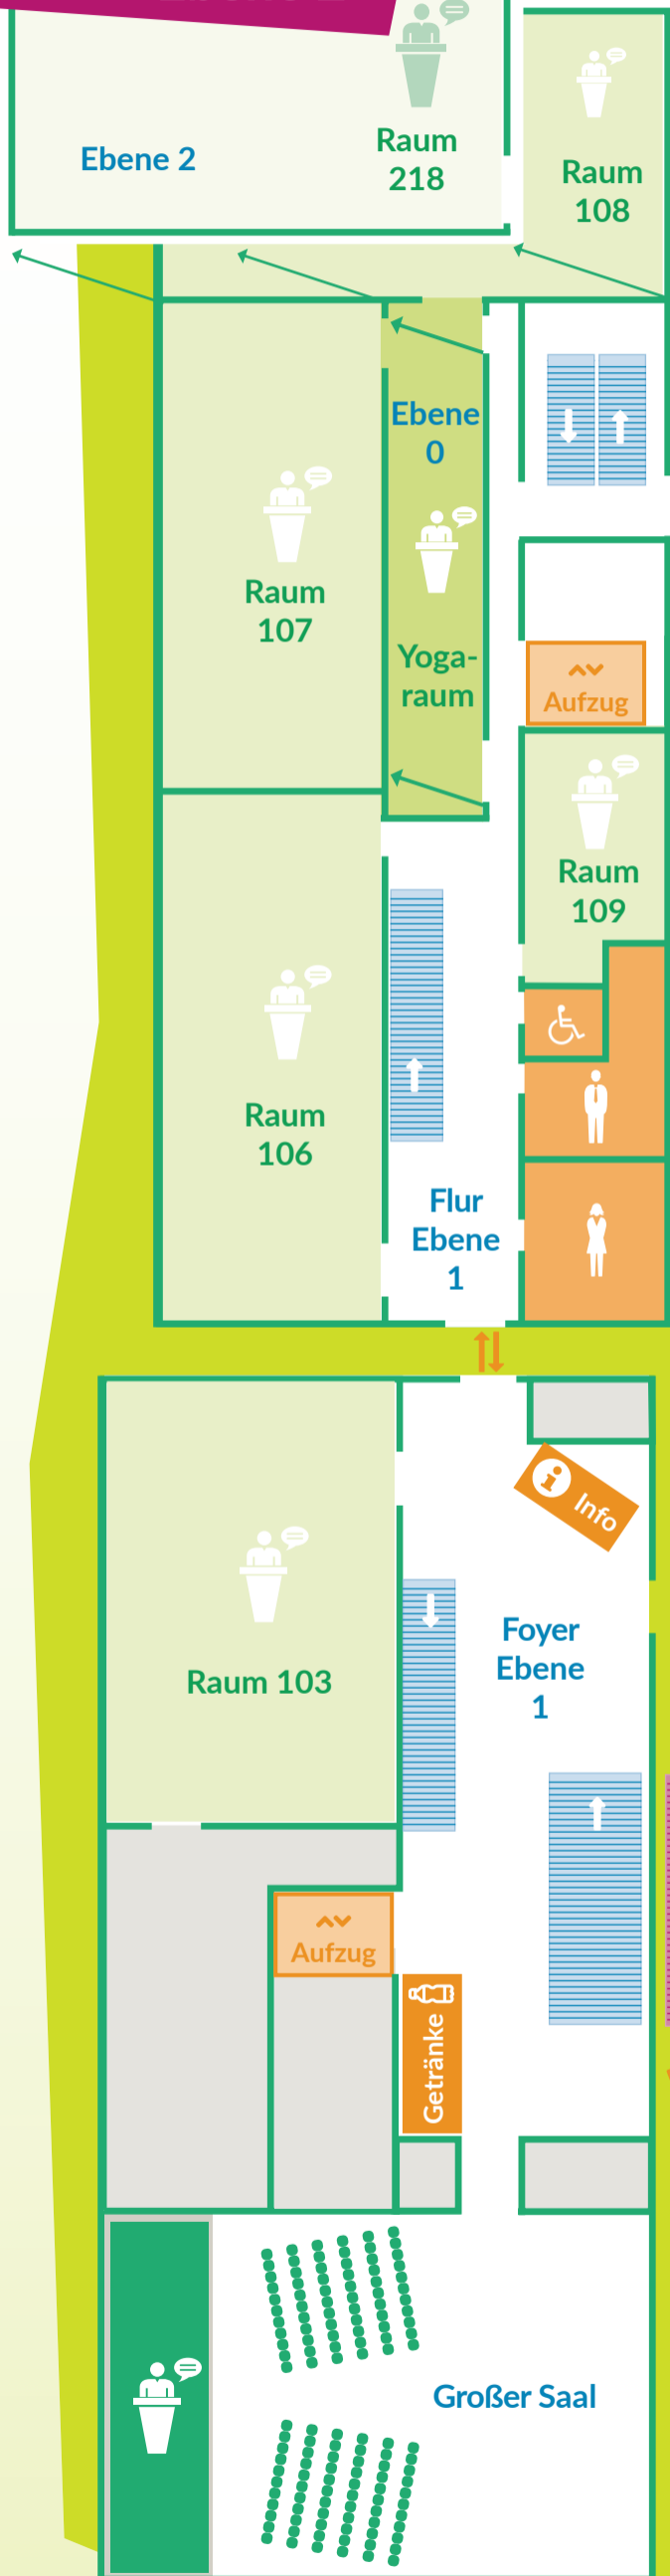 Ebene 2
Raum
218
Raum
108
Ebene
0
Raum
107
Yoga-
raum
Aufzug
Raum
109
Raum
106
Flur
Ebene
1
Info
Foyer
Ebene
1
Raum 103
Aufzug
Getränke
Großer Saal